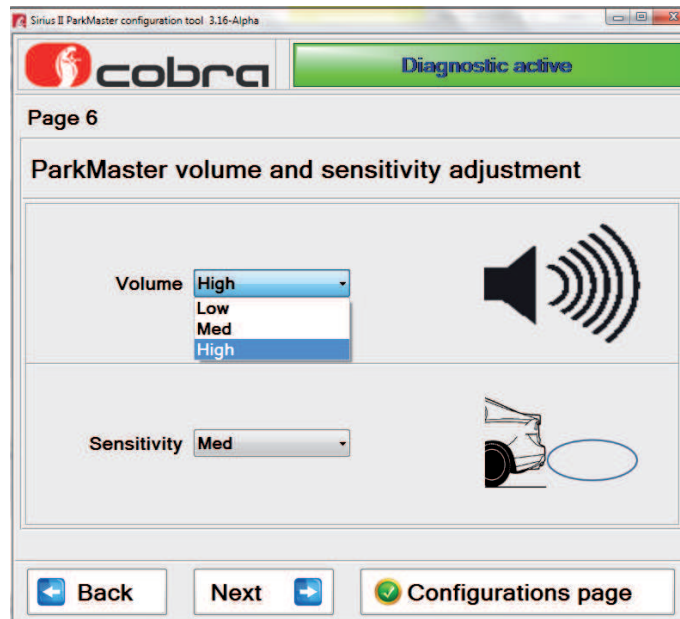 Sirius II ParkMaster configuration tool 3.16-Alpha
cobra
Diagnostic active
Page 6
ParkMaster volume and sensitivity adjustment
Volume High
Low
Med
High
Sensitivity Med
Back Next Configurations page